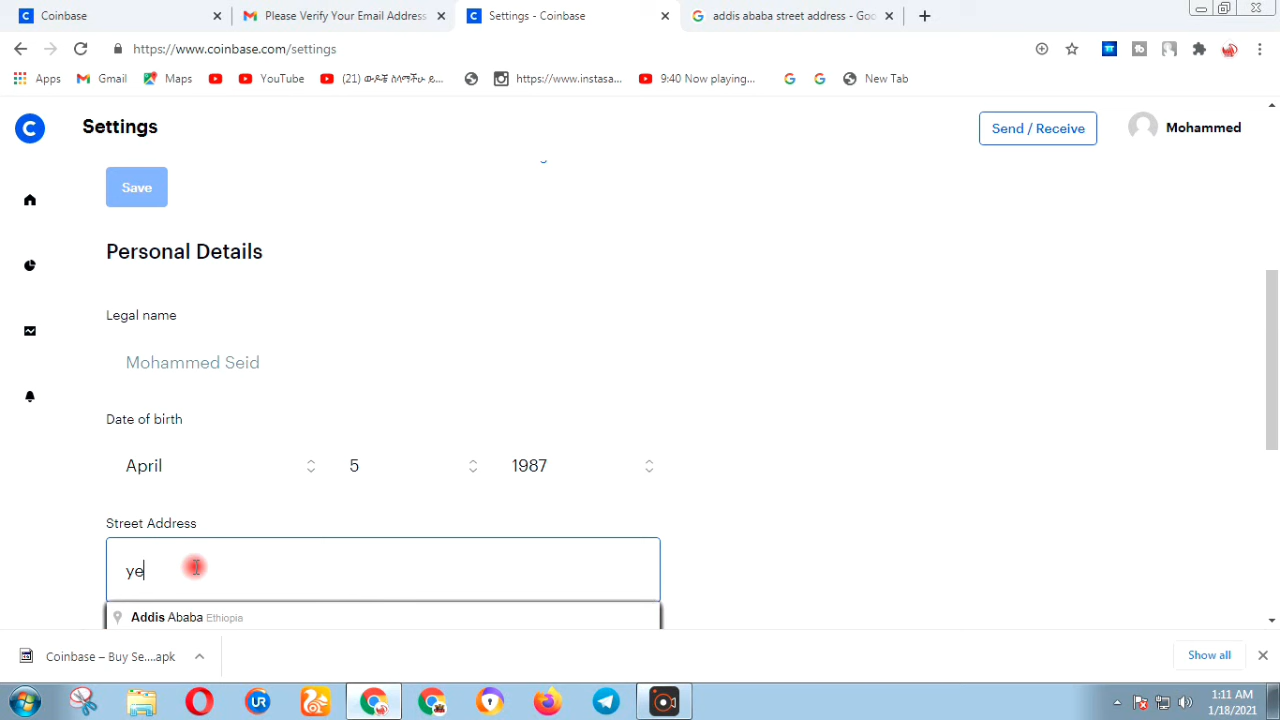 Coinbase
Please Verify Your Email Address
Settings - Coinbase
addis ababa street address - Goo
https://www.coinbase.com/settings
Apps
Gmail
Maps
YouTube
https://www.instasa...
9:40 Now playing...
New Tab
C
Settings
Send / Receive
Mohammed
Save
Personal Details
Legal name
Mohammed Seid
Date of birth
April
5
1987
Street Address
ye
Addis Ababa Ethiopia
Coinbase – Buy Se....apk
Show all
UR
1:11 AM
1/18/2021